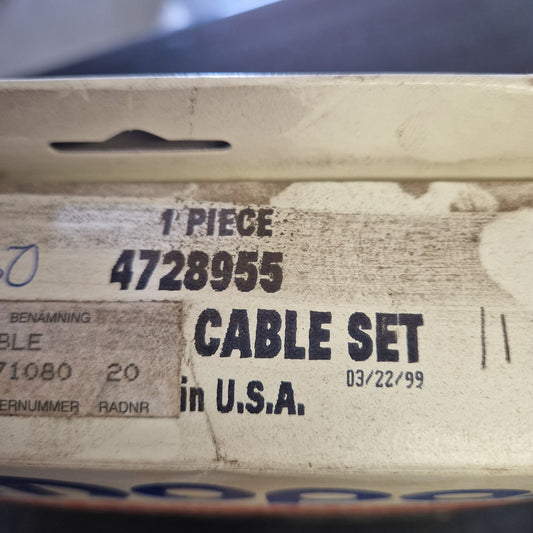 1 PIECE
4728955
BENÄMNING
BLE
CABLE SET
71080 20
03/22/99
ERNUMMER RADNR
in U.S.A.